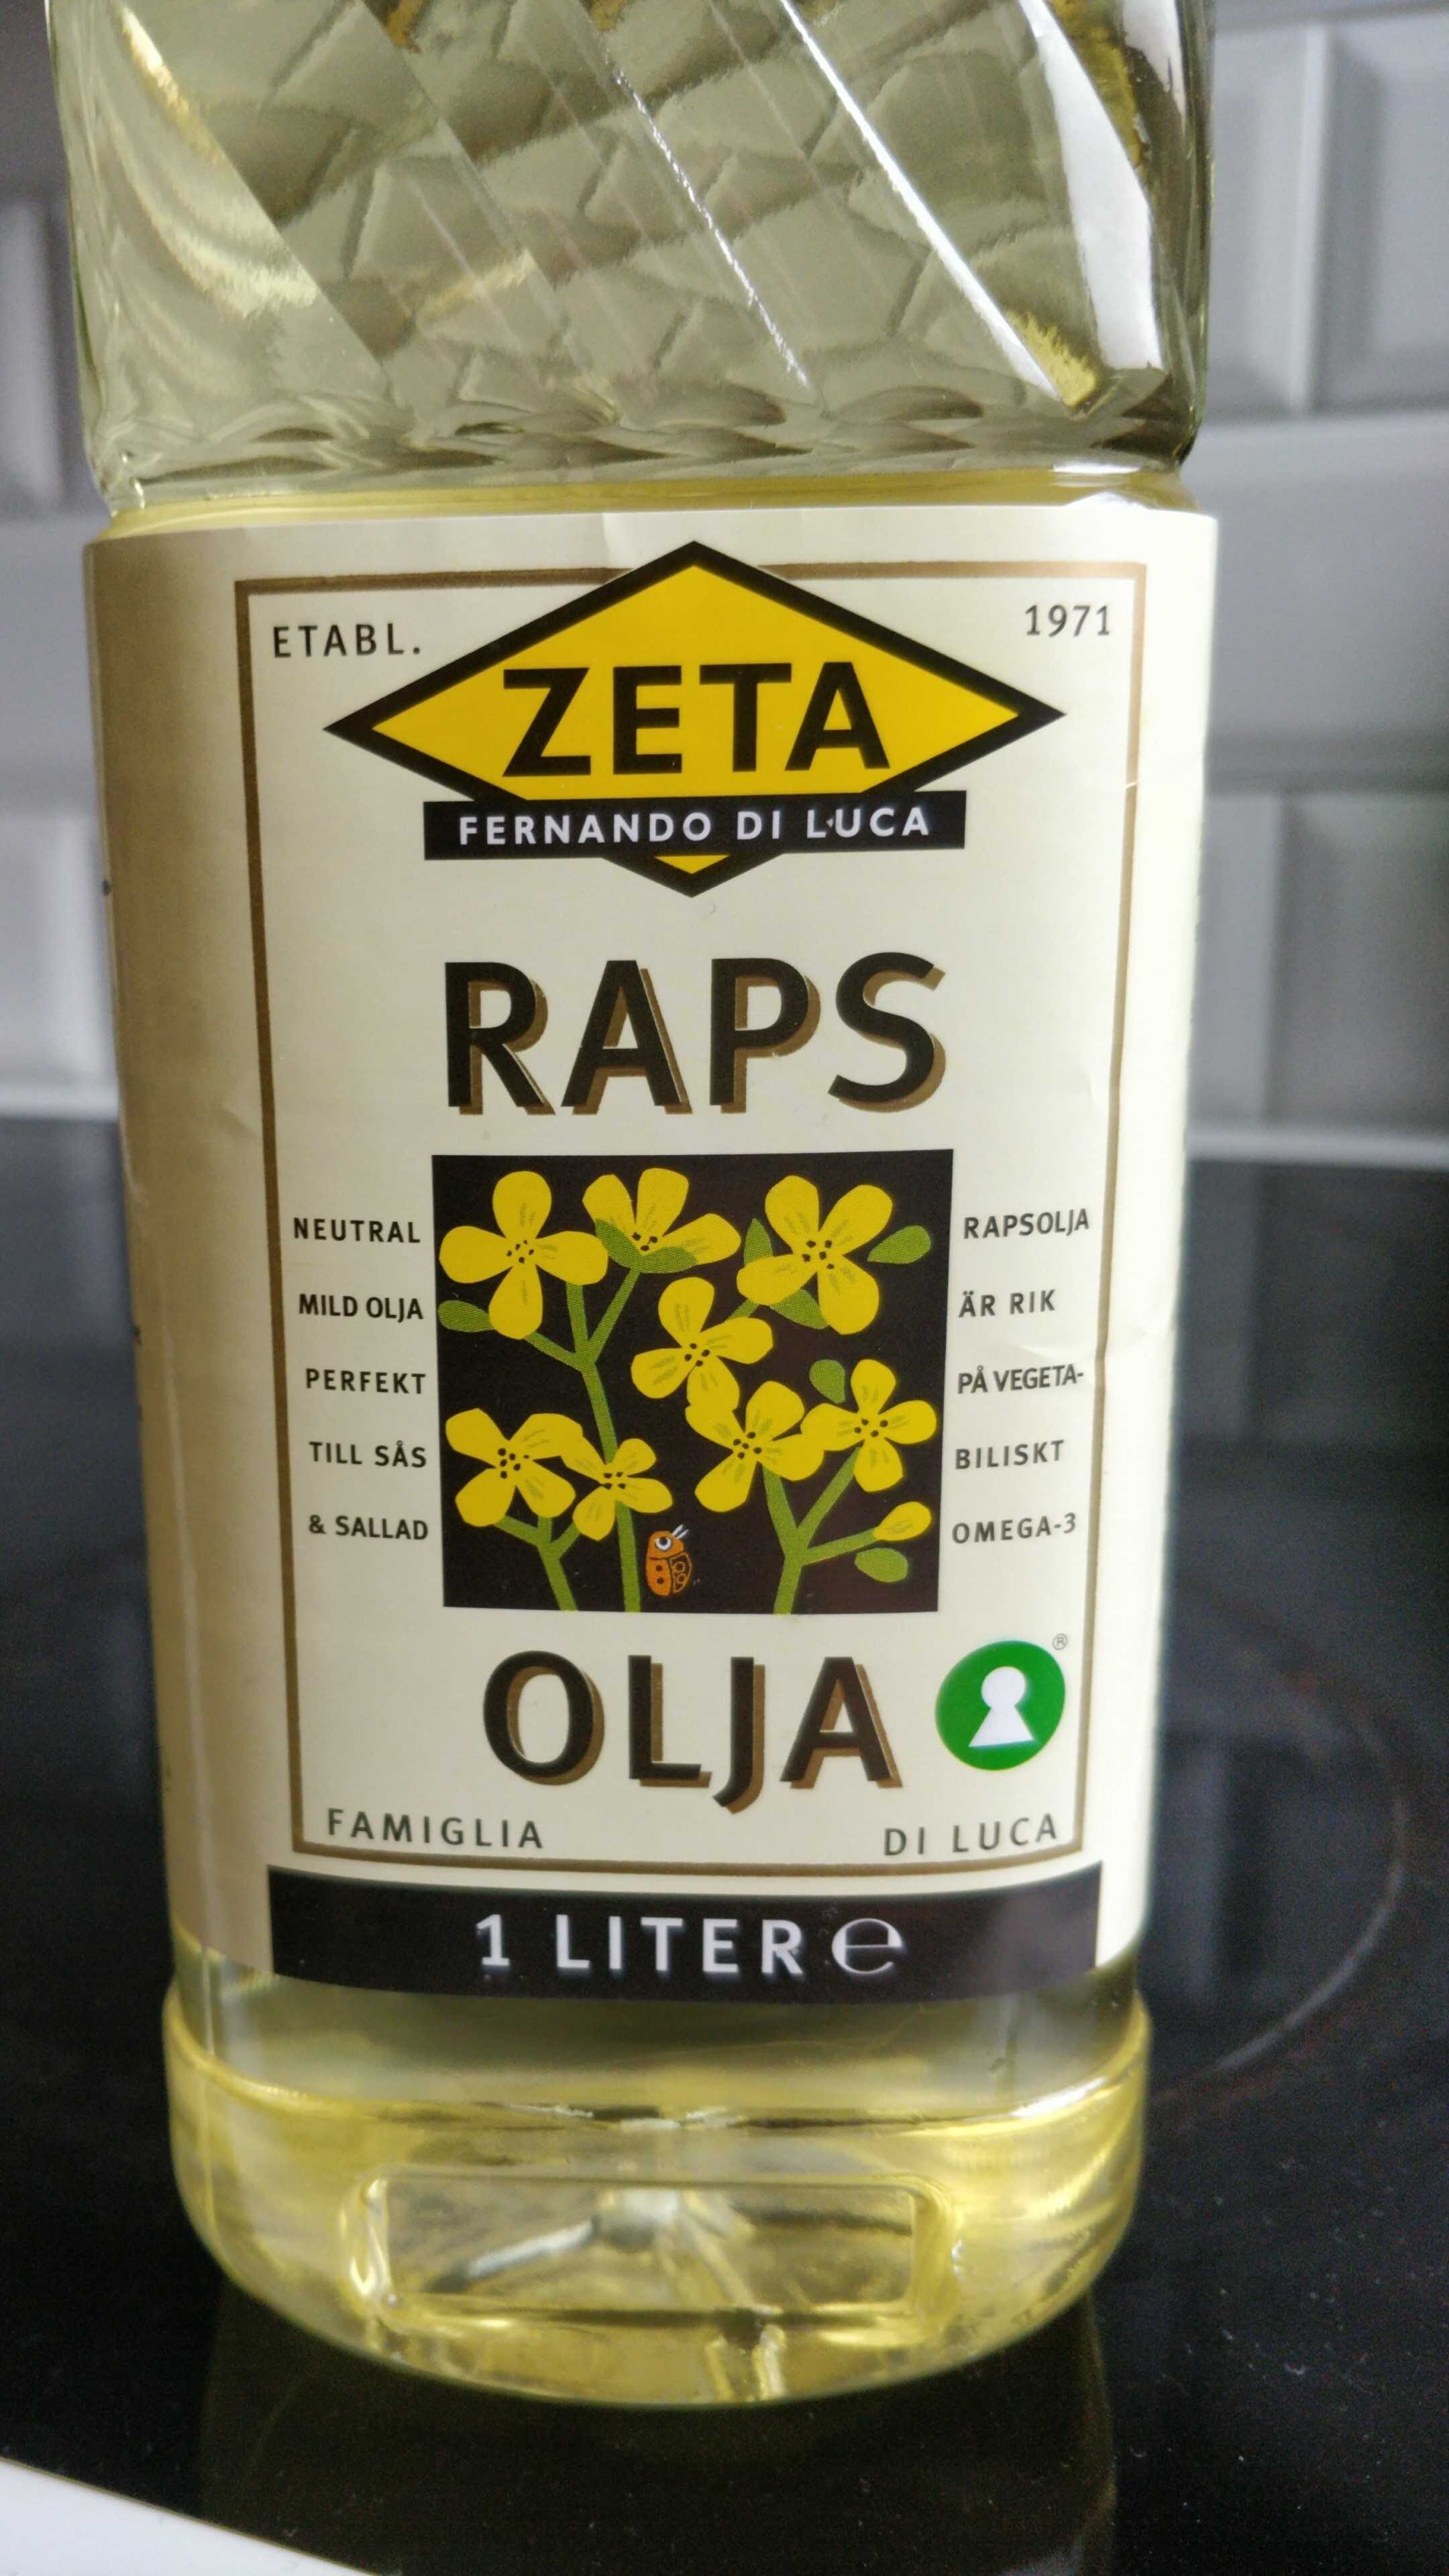 ETABL. 1971
ZETA
FERNANDO DI LUCA
RAPS
NEUTRAL
MILD OLJA
PERFEKT
TILL SÅS
& SALLAD
RAPSOLJA
ÄR RIK
PÅ VEGETA-
BILISKT
OMEGA-3
OLJA ®
FAMIGLIA DI LUCA
1 LITER ℮